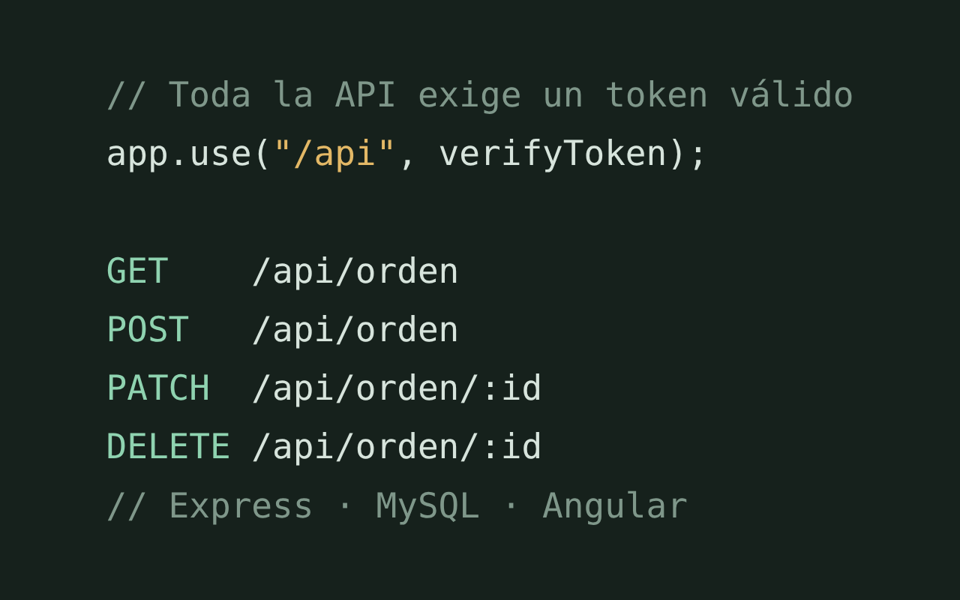 // Toda la API exige un token válido
app.use("/api", verifyToken);
GET /api/orden
POST /api/orden
PATCH /api/orden/:id
DELETE /api/orden/:id
// Express · MySQL · Angular